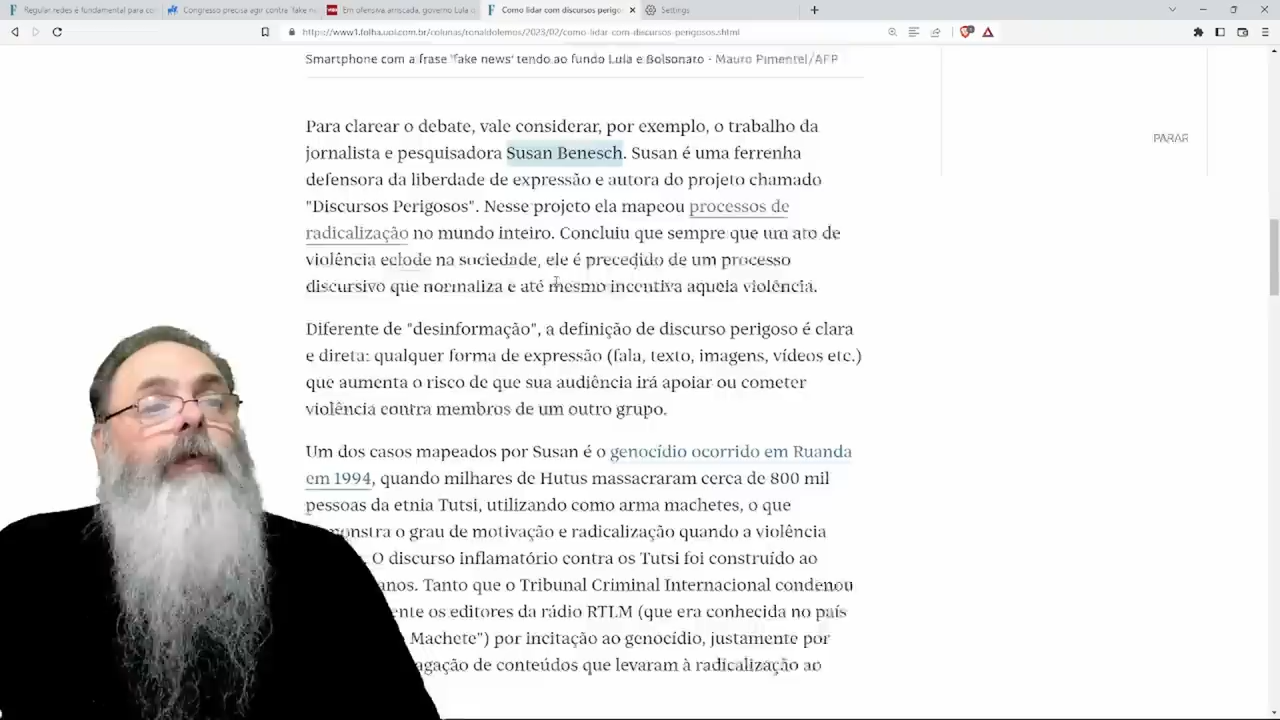 Regular redes é fundamental para co
Congresso precisa agir contra 'fake n
Em ofensiva arriscada, governo Lula
Como lidar com discursos perigo
Settings
https://www1.folha.uol.com.br/colunas/ronaldolemos/2023/02/como-lidar-com-discursos-perigosos.shtml
Smartphone com a frase 'fake news' tendo ao fundo Lula e Bolsonaro - Mauro Pimentel/AFP
PARAR
Para clarear o debate, vale considerar, por exemplo, o trabalho da
jornalista e pesquisadora Susan Benesch. Susan é uma ferrenha
defensora da liberdade de expressão e autora do projeto chamado
"Discursos Perigosos". Nesse projeto ela mapeou processos de
radicalização no mundo inteiro. Concluiu que sempre que um ato de
violência eclode na sociedade, ele é precedido de um processo
discursivo que normaliza e até mesmo incentiva aquela violência.
Diferente de "desinformação", a definição de discurso perigoso é clara
e direta: qualquer forma de expressão (fala, texto, imagens, vídeos etc.)
que aumenta o risco de que sua audiência irá apoiar ou cometer
violência contra membros de um outro grupo.
Um dos casos mapeados por Susan é o genocídio ocorrido em Ruanda
em 1994, quando milhares de Hutus massacraram cerca de 800 mil
pessoas da etnia Tutsi, utilizando como arma machetes, o que
monstra o grau de motivação e radicalização quando a violência
. O discurso inflamatório contra os Tutsi foi construído ao
anos. Tanto que o Tribunal Criminal Internacional condenou
ente os editores da rádio RTLM (que era conhecida no país
Machete") por incitação ao genocídio, justamente por
agação de conteúdos que levaram à radicalização ao